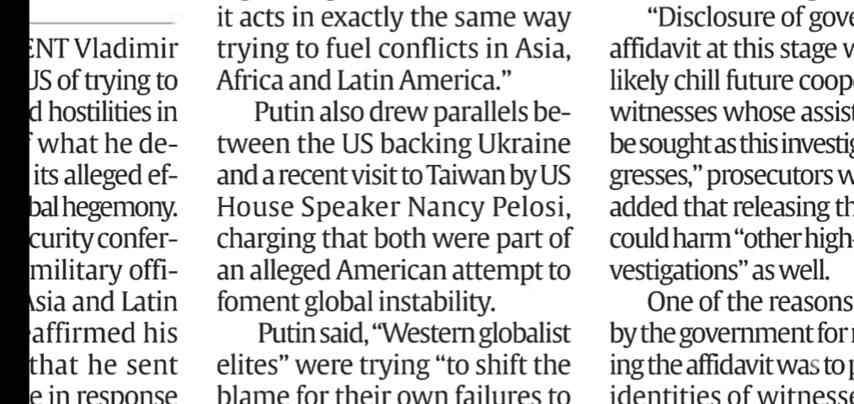 ENT Vladimir
US of trying to
d hostilities in
what he de-
its alleged ef-
bal hegemony.
curity confer-
military offi-
Asia and Latin
eaffirmed his
that he sent
e in response
it acts in exactly the same way
trying to fuel conflicts in Asia,
Africa and Latin America.”
Putin also drew parallels be-
tween the US backing Ukraine
and a recent visit to Taiwan by US
House Speaker Nancy Pelosi,
charging that both were part of
an alleged American attempt to
foment global instability.
Putin said, “Western globalist
elites” were trying “to shift the
blame for their own failures to
“Disclosure of gove
affidavit at this stage w
likely chill future coop
witnesses whose assist
be sought as this investig
gresses,” prosecutors w
added that releasing th
could harm “other high-
vestigations” as well.
One of the reasons
by the government for r
ing the affidavit was to p
identities of witnesse